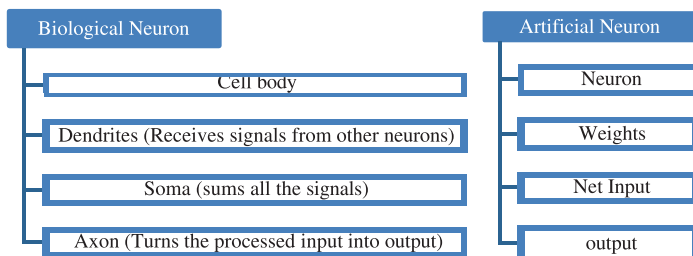 Biological Neuron
Cell body
Dendrites (Receives signals from other neurons)
Soma (sums all the signals)
Axon (Turns the processed input into output)
Artificial Neuron
Neuron
Weights
Net Input
output